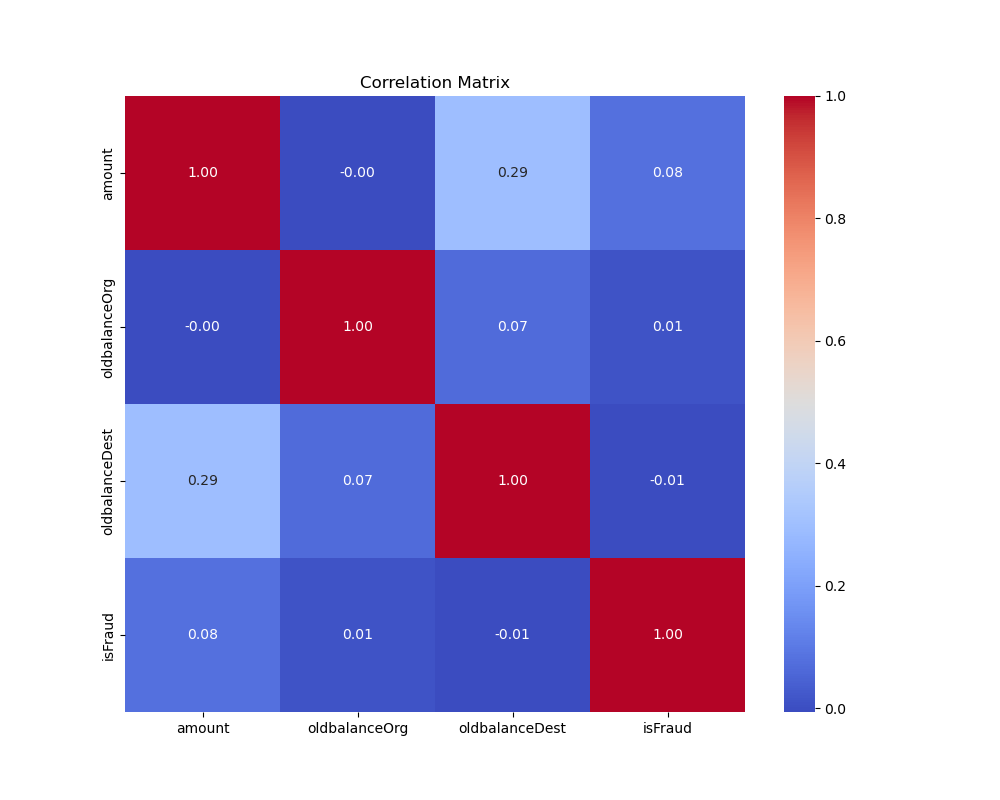 Correlation Matrix
amount 1.00 -0.00 0.29 0.08
oldbalanceOrg -0.00 1.00 0.07 0.01
oldbalanceDest 0.29 0.07 1.00 -0.01
isFraud 0.08 0.01 -0.01 1.00
amount oldbalanceOrg oldbalanceDest isFraud
1.0
0.8
0.6
0.4
0.2
0.0